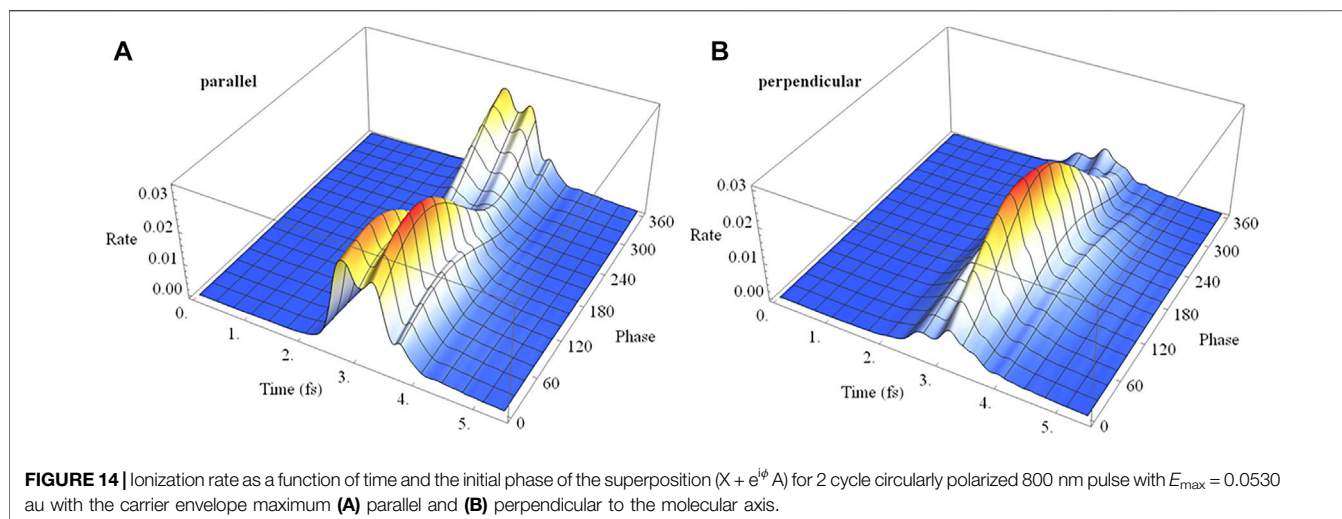 A
parallel
0.03
0.02
Rate
0.01
0.00
0.
1.
2.
3.
4.
5.
Time (fs)
0
60
120
180
240
300
360
Phase
B
perpendicular
0.03
0.02
Rate
0.01
0.00
0.
1.
2.
3.
4.
5.
Time (fs)
0
60
120
180
240
300
360
Phase
FIGURE 14 | Ionization rate as a function of time and the initial phase of the superposition (X + e^iϕ A) for 2 cycle circularly polarized 800 nm pulse with E_max = 0.0530
au with the carrier envelope maximum (A) parallel and (B) perpendicular to the molecular axis.